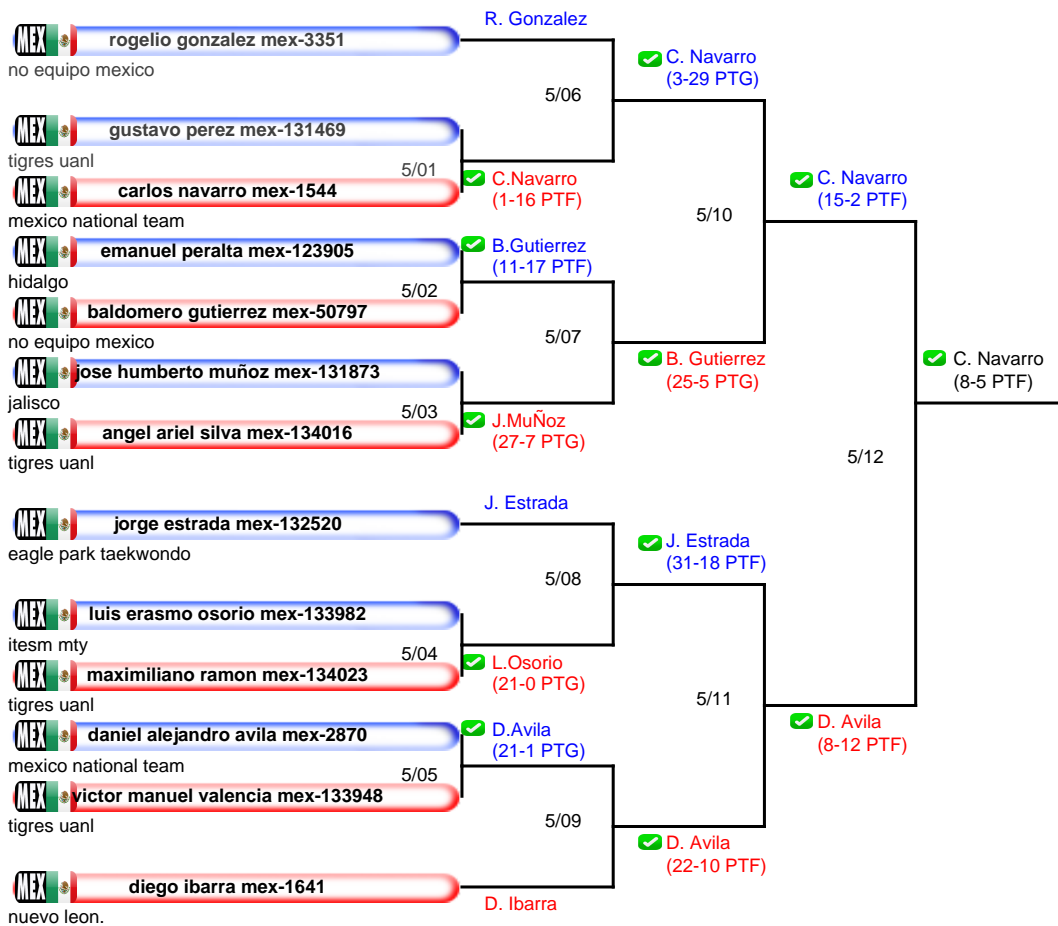 R. Gonzalez
MEX rogelio gonzalez mex-3351
no equipo mexico
C. Navarro
(3-29 PTG)
5/06
MEX gustavo perez mex-131469
tigres uanl
5/01
MEX carlos navarro mex-1544
mexico national team
C.Navarro
(1-16 PTF)
C. Navarro
(15-2 PTF)
5/10
MEX emanuel peralta mex-123905
hidalgo
B.Gutierrez
(11-17 PTF)
5/02
MEX baldomero gutierrez mex-50797
no equipo mexico
5/07
MEX jose humberto muñoz mex-131873
jalisco
B. Gutierrez
(25-5 PTG)
C. Navarro
(8-5 PTF)
5/03
MEX angel ariel silva mex-134016
tigres uanl
J.MuÑoz
(27-7 PTG)
5/12
J. Estrada
MEX jorge estrada mex-132520
eagle park taekwondo
J. Estrada
(31-18 PTF)
5/08
MEX luis erasmo osorio mex-133982
itesm mty
5/04
MEX maximiliano ramon mex-134023
tigres uanl
L.Osorio
(21-0 PTG)
5/11
MEX daniel alejandro avila mex-2870
mexico national team
D.Avila
(21-1 PTG)
D. Avila
(8-12 PTF)
5/05
MEX victor manuel valencia mex-133948
tigres uanl
5/09
D. Avila
(22-10 PTF)
MEX diego ibarra mex-1641
nuevo leon.
D. Ibarra